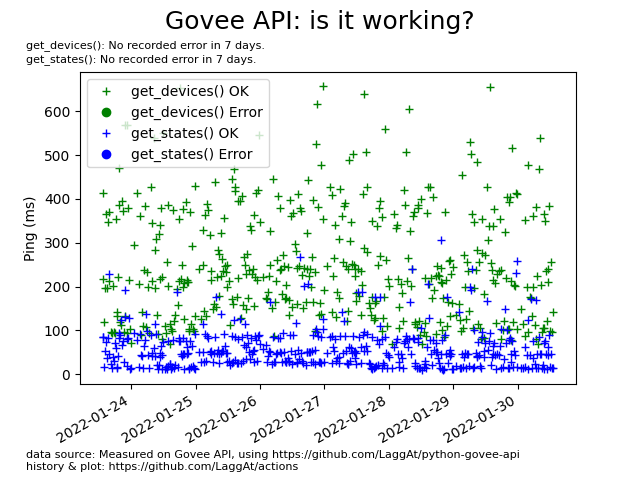 Govee API: is it working?
get_devices(): No recorded error in 7 days.
get_states(): No recorded error in 7 days.
get_devices() OK
get_devices() Error
get_states() OK
get_states() Error
Ping (ms)
600
500
400
300
200
100
0
2022-01-24
2022-01-25
2022-01-26
2022-01-27
2022-01-28
2022-01-29
2022-01-30
data source: Measured on Govee API, using https://github.com/LaggAt/python-govee-api
history & plot: https://github.com/LaggAt/actions